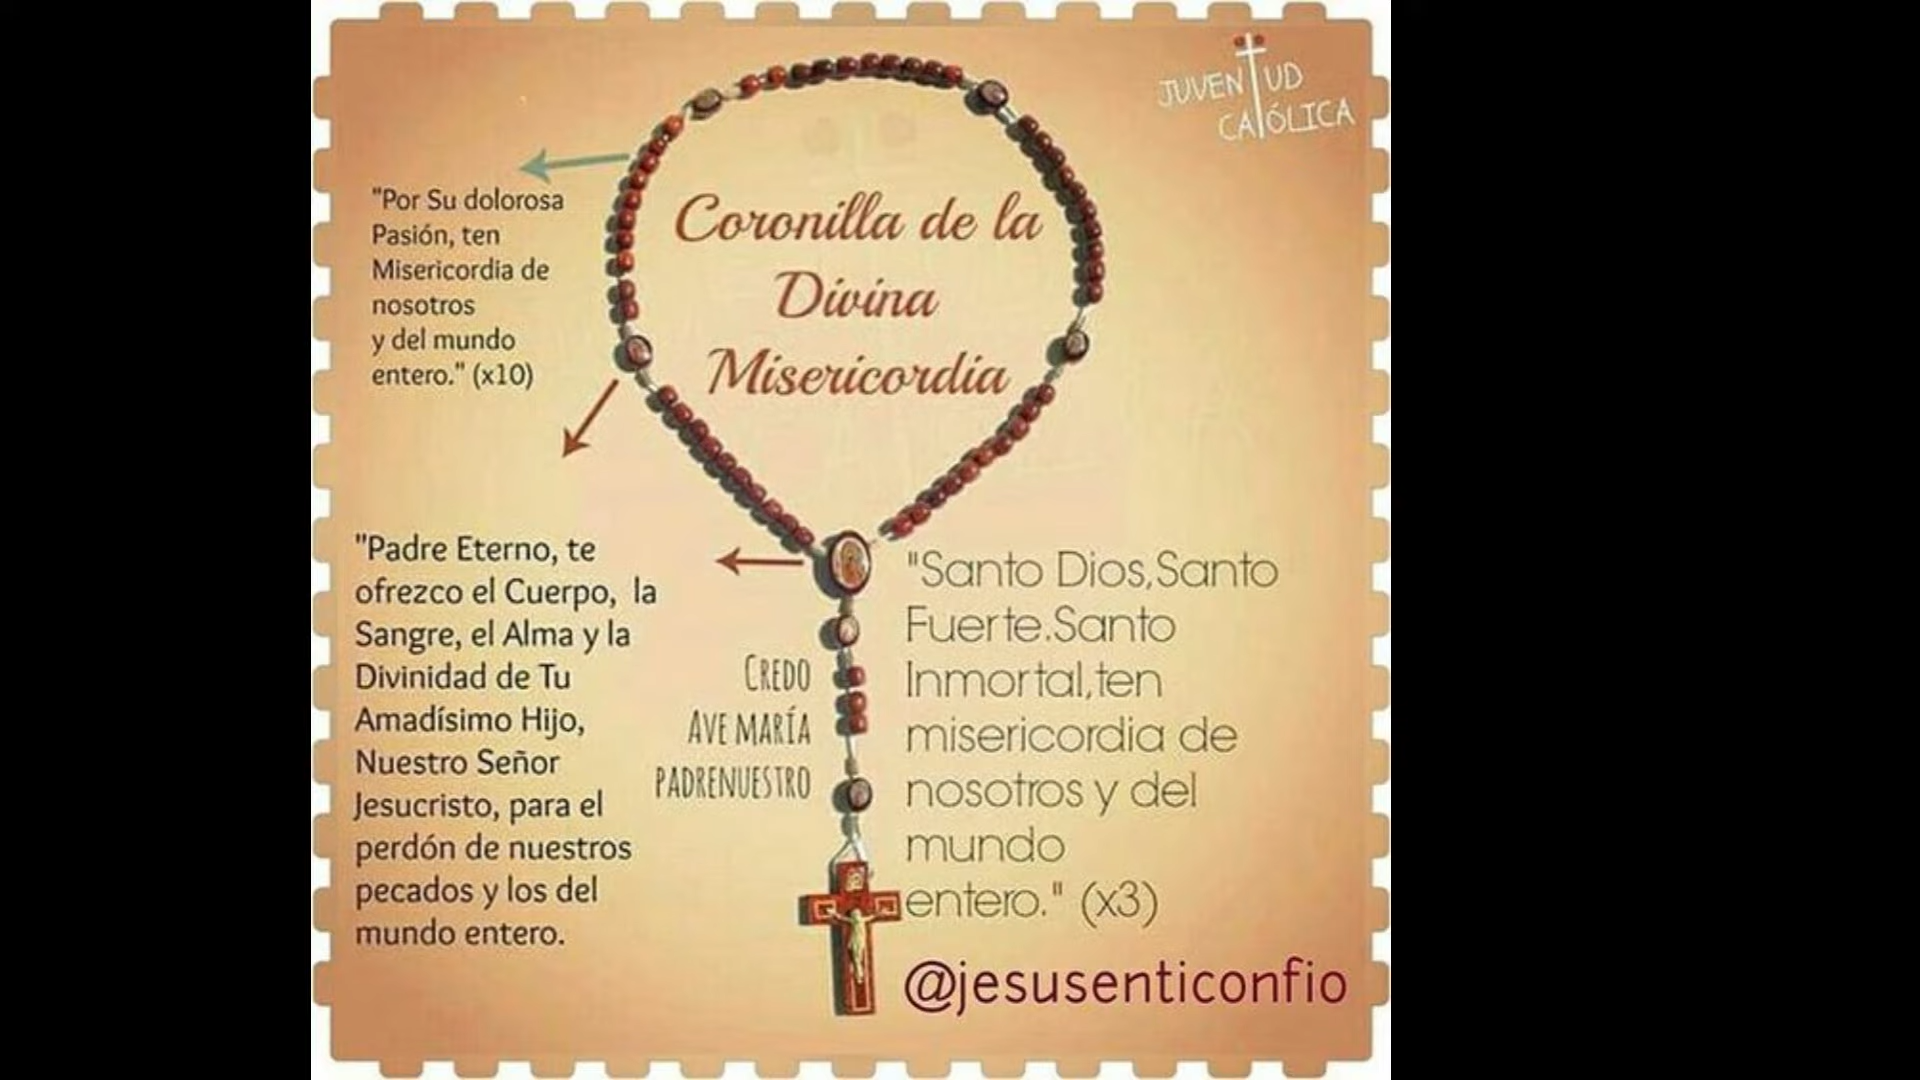 JUVENTUD
CATÓLICA
"Por Su dolorosa
Pasión, ten
Misericordia de
nosotros
y del mundo
entero." (x10)
Coronilla de la
Divina
Misericordia
"Padre Eterno, te
ofrezco el Cuerpo, la
Sangre, el Alma y la
Divinidad de Tu
Amadísimo Hijo,
Nuestro Señor
Jesucristo, para el
perdón de nuestros
pecados y los del
mundo entero.
CREDO
AVE MARÍA
PADRENUESTRO
"Santo Dios,Santo
Fuerte.Santo
Inmortal,ten
misericordia de
nosotros y del
mundo
entero." (x3)
@jesusenticonfio